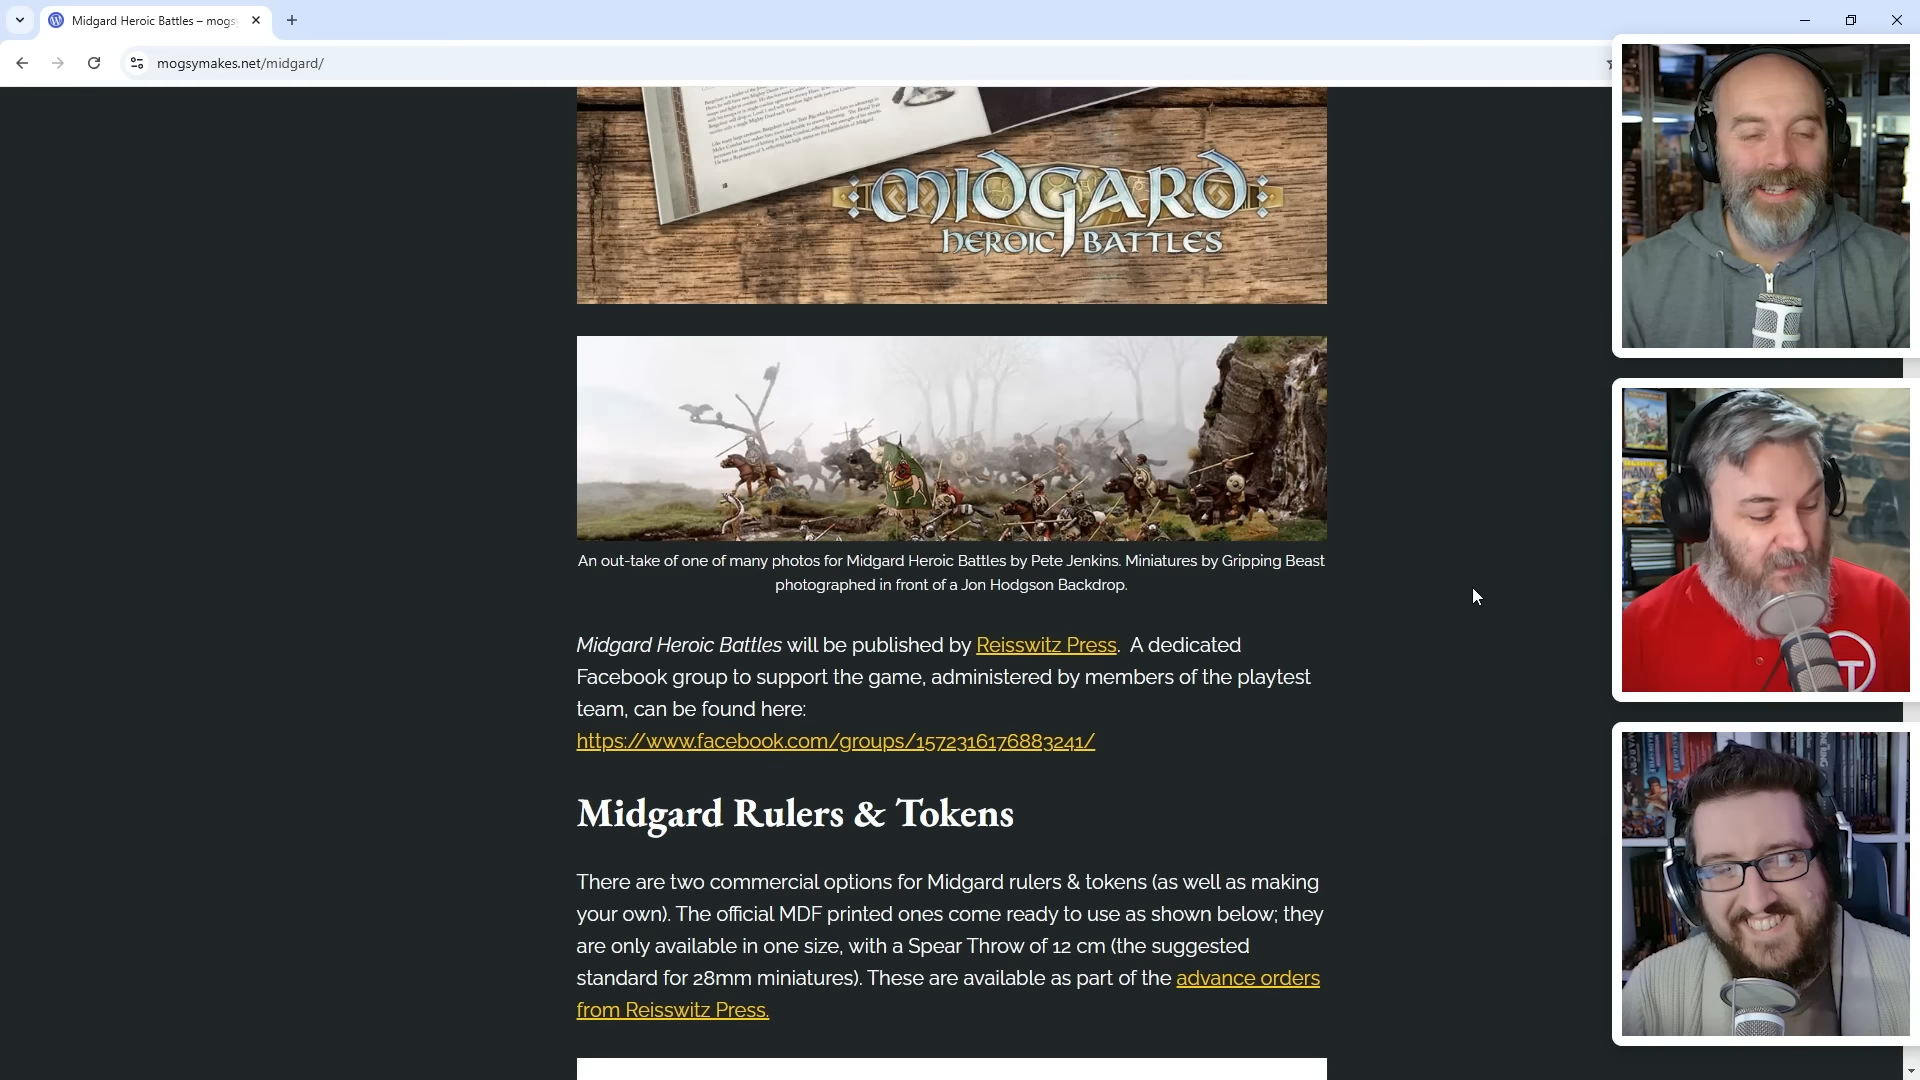 Midgard Heroic Battles – mogs
mogsymakes.net/midgard/
MIDGARD
HEROIC BATTLES
An out-take of one of many photos for Midgard Heroic Battles by Pete Jenkins. Miniatures by Gripping Beast
photographed in front of a Jon Hodgson Backdrop.
Midgard Heroic Battles will be published by Reisswitz Press.  A dedicated
Facebook group to support the game, administered by members of the playtest
team, can be found here:
https://www.facebook.com/groups/1572316176883241/
Midgard Rulers & Tokens
There are two commercial options for Midgard rulers & tokens (as well as making
your own). The official MDF printed ones come ready to use as shown below; they
are only available in one size, with a Spear Throw of 12 cm (the suggested
standard for 28mm miniatures). These are available as part of the advance orders
from Reisswitz Press.